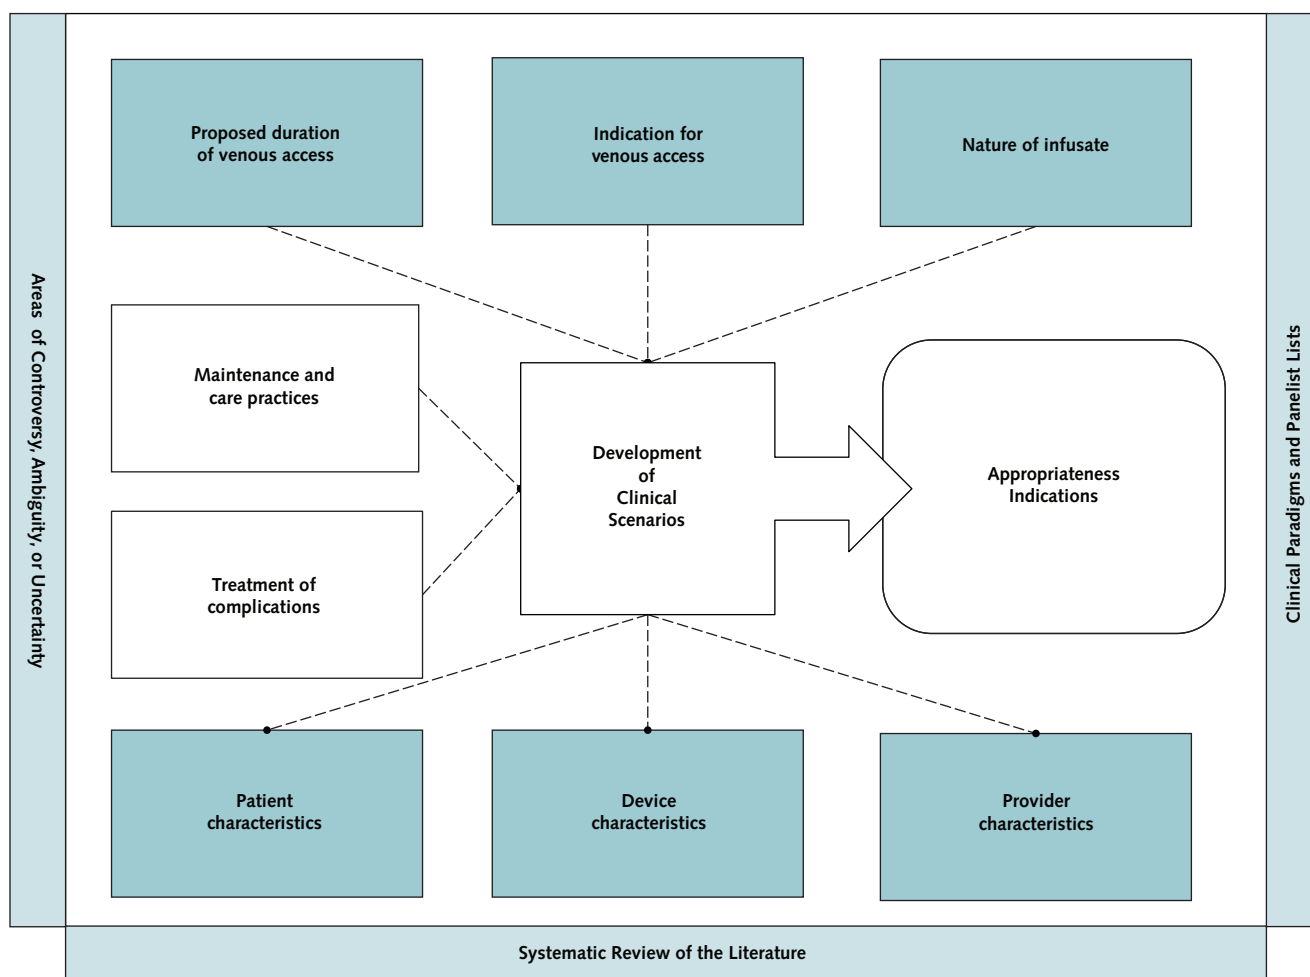 Proposed duration
of venous access
Indication for
venous access
Nature of infusate
Areas of Controversy, Ambiguity, or Uncertainty
Maintenance and
care practices
Treatment of
complications
Development
of
Clinical
Scenarios
Appropriateness
Indications
Clinical Paradigms and Panelist Lists
Patient
characteristics
Device
characteristics
Provider
characteristics
Systematic Review of the Literature